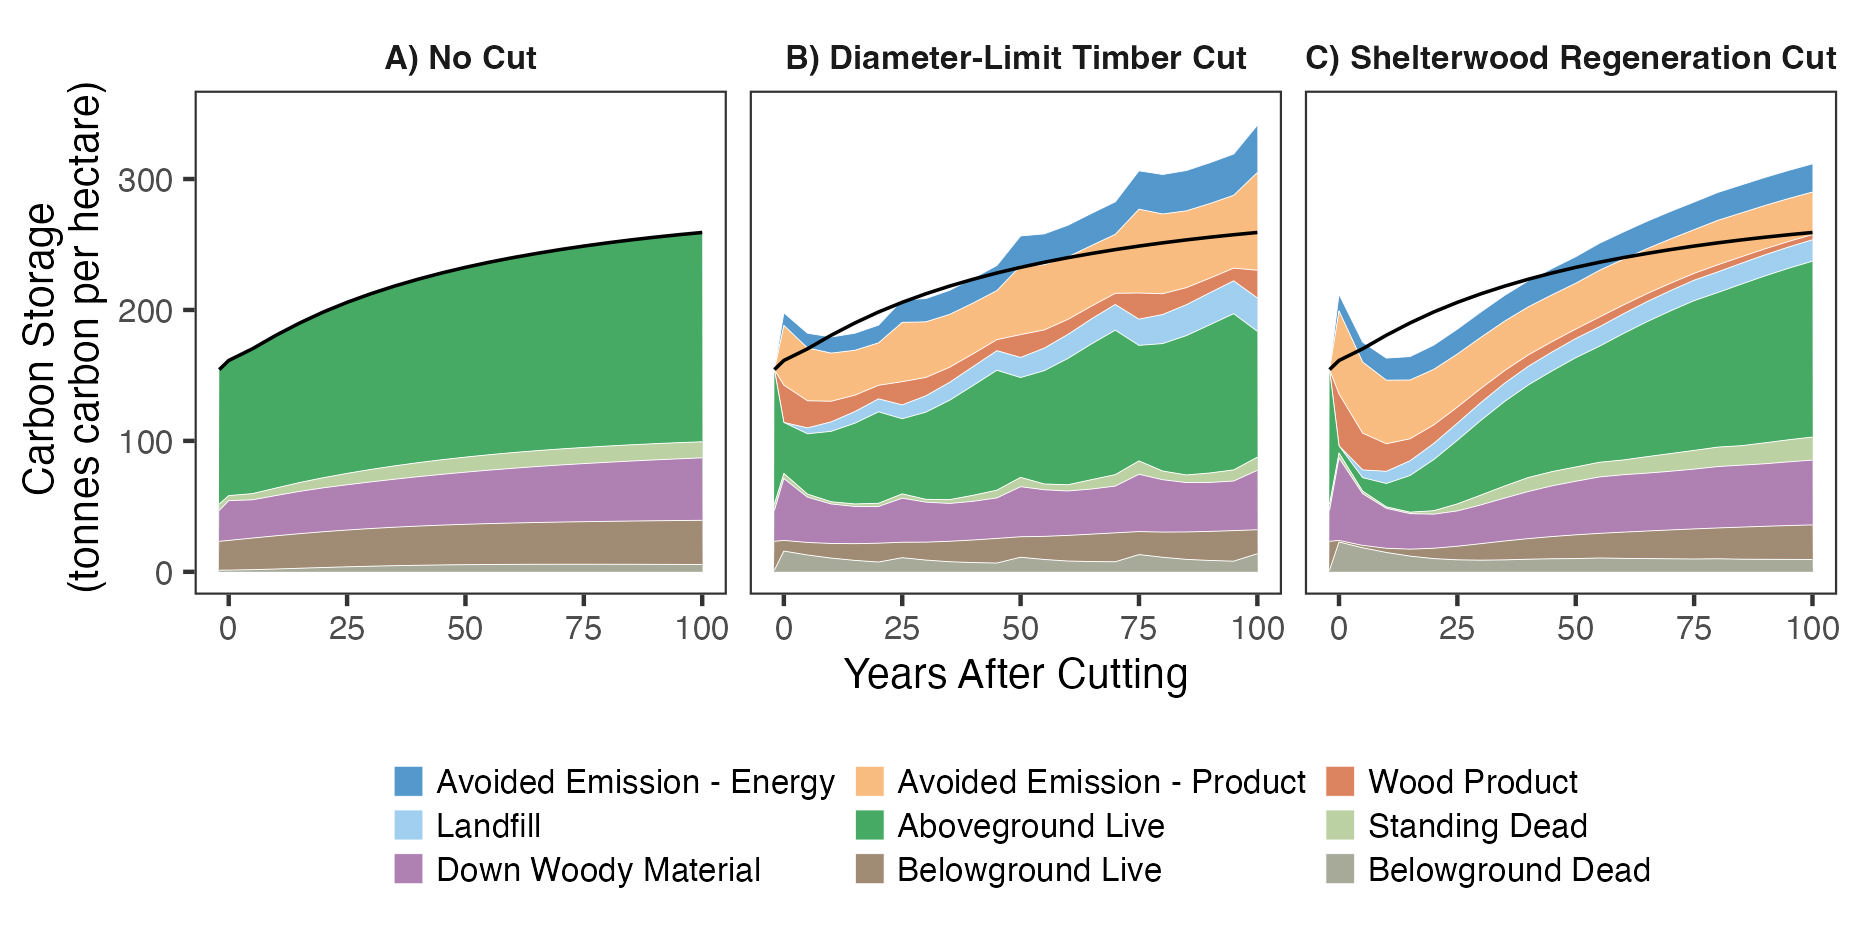 A) No Cut
B) Diameter-Limit Timber Cut
C) Shelterwood Regeneration Cut
Carbon Storage
(tonnes carbon per hectare)
300
200
100
0
0 25 50 75 100
0 25 50 75 100
0 25 50 75 100
Years After Cutting
Avoided Emission - Energy
Avoided Emission - Product
Wood Product
Landfill
Aboveground Live
Standing Dead
Down Woody Material
Belowground Live
Belowground Dead